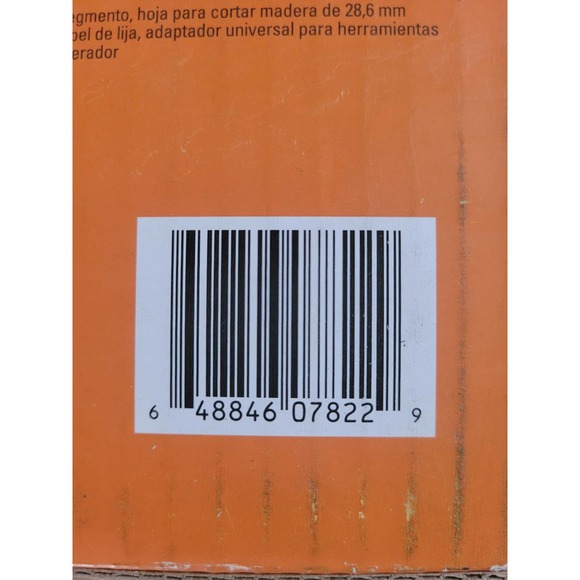 egmento, hoja para cortar madera de 28,6 mm
pel de lija, adaptador universal para herramientas
erador
6 48846 07822 9